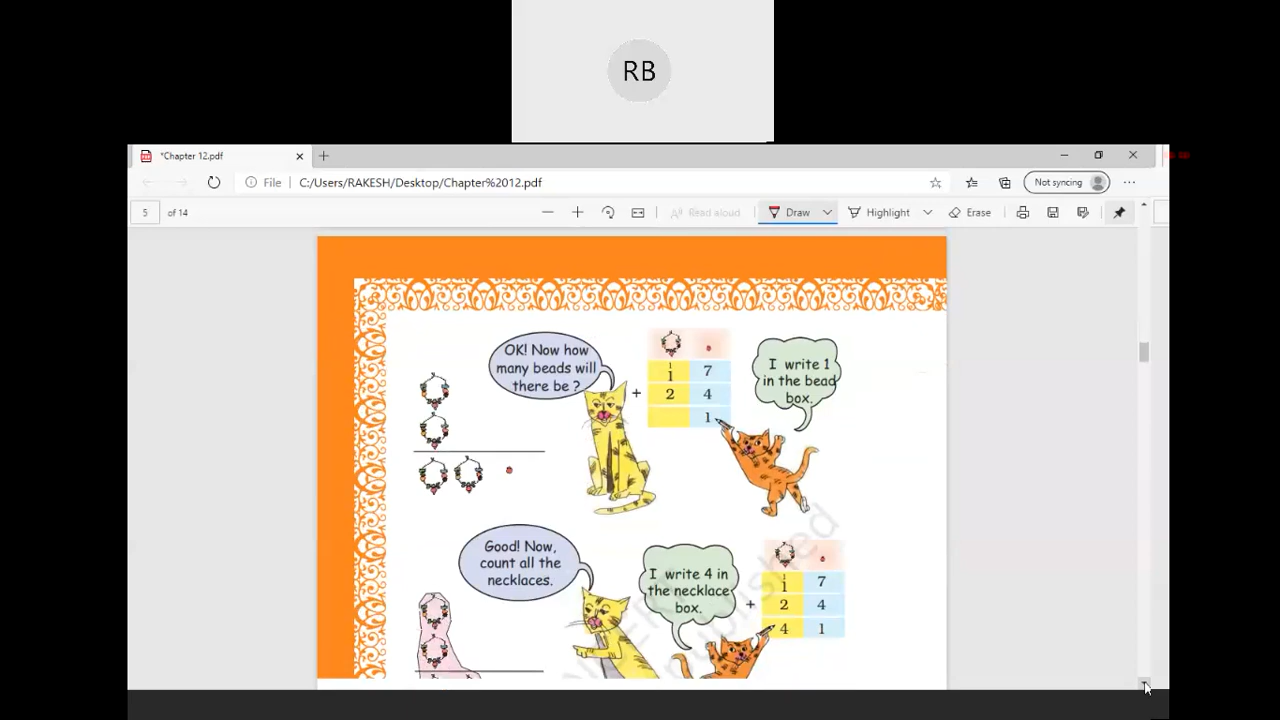 RB
*Chapter 12.pdf
File C:/Users/RAKESH/Desktop/Chapter%2012.pdf
Not syncing
5 of 14
Read aloud
Draw
Highlight
Erase
OK! Now how
many beads will
there be ?
1
1 7
+ 2 4
1
I write 1
in the bead
box.
Good! Now,
count all the
necklaces.
I write 4 in
the necklace
box.
1
1 7
+ 2 4
4 1